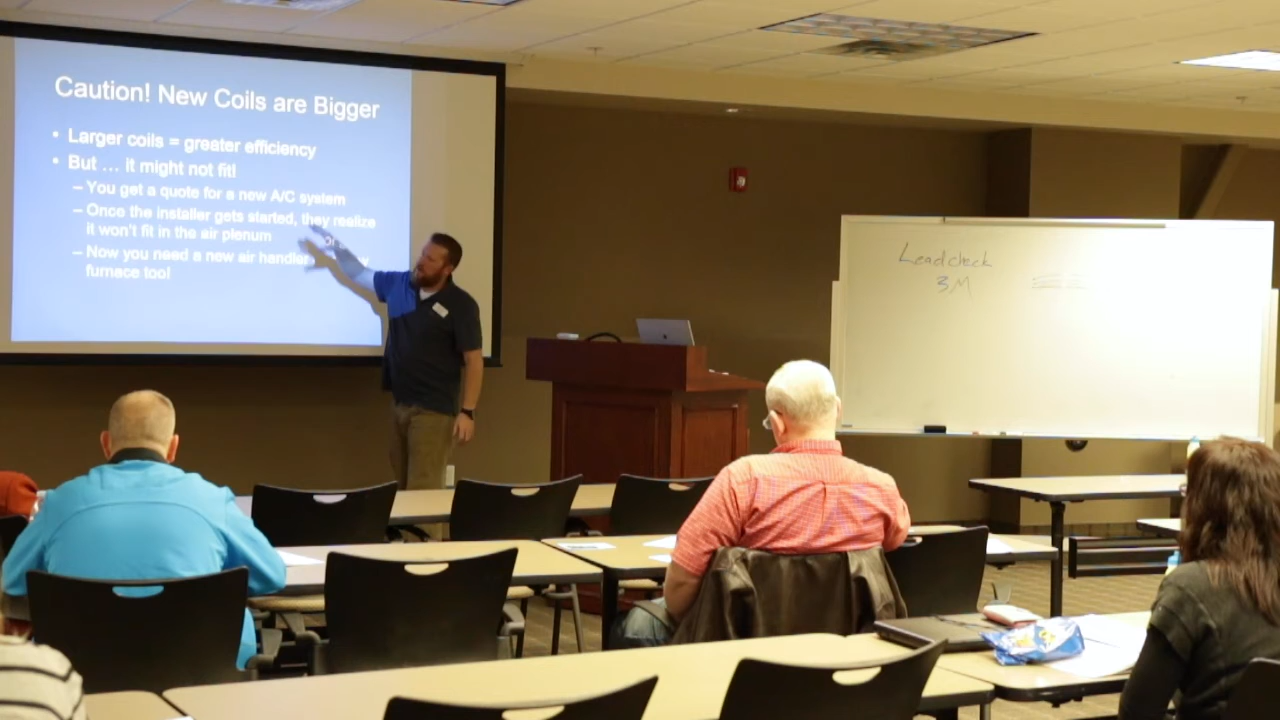 Caution! New Coils are Bigger
• Larger coils = greater efficiency
• But ... it might not fit!
– You get a quote for a new A/C system
– Once the installer gets started, they realize
it won't fit in the air plenum
– Now you need a new air handler or
furnace too!
Leadcheck
3M